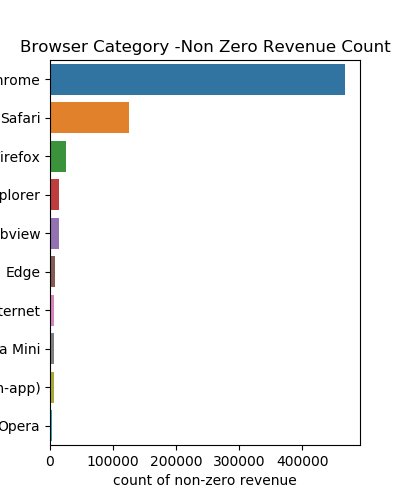 Browser Category -Non Zero Revenue Count
hrome
Safari
irefox
plorer
bview
Edge
ternet
a Mini
n-app)
Opera
0 100000 200000 300000 400000
count of non-zero revenue